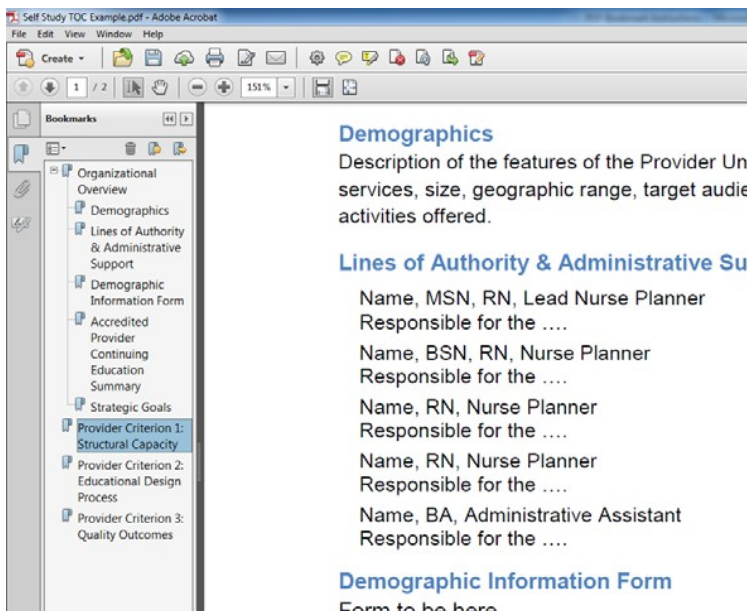 Self Study TOC Example.pdf - Adobe Acrobat
File Edit View Window Help
Create
1 / 2 151%
Bookmarks
Organizational
Overview
Demographics
Lines of Authority
& Administrative
Support
Demographic
Information Form
Accredited
Provider
Continuing
Education
Summary
Strategic Goals
Provider Criterion 1:
Structural Capacity
Provider Criterion 2:
Educational Design
Process
Provider Criterion 3:
Quality Outcomes
Demographics
Description of the features of the Provider Un
services, size, geographic range, target audie
activities offered.
Lines of Authority & Administrative Su
Name, MSN, RN, Lead Nurse Planner
Responsible for the ….
Name, BSN, RN, Nurse Planner
Responsible for the ….
Name, RN, Nurse Planner
Responsible for the ….
Name, RN, Nurse Planner
Responsible for the ….
Name, BA, Administrative Assistant
Responsible for the ….
Demographic Information Form
Form to be here